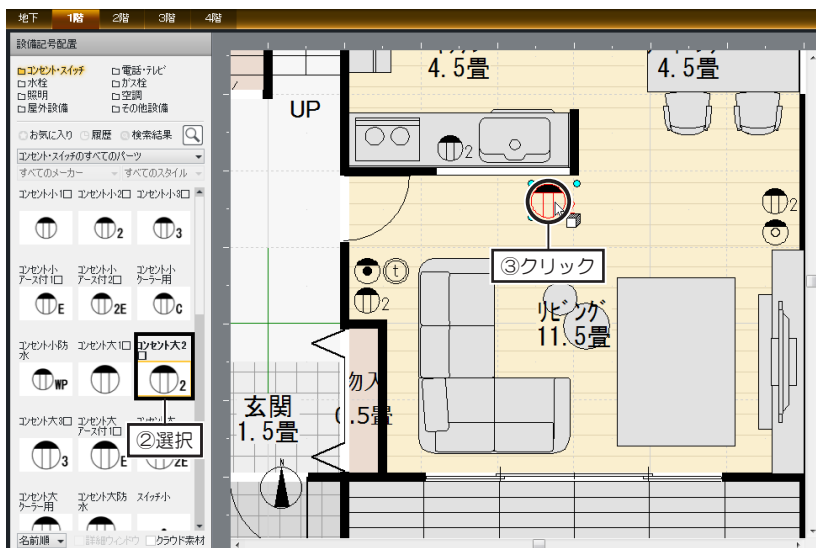 地下 1階 2階 3階 4階
設備記号配置
コンセント・スイッチ 電話・テレビ
水栓 ガス栓
照明 空調
屋外設備 その他設備
お気に入り 履歴 検索結果
コンセント・スイッチのすべてのパーツ
すべてのメーカー すべてのスタイル
コンセント小1口 コンセント小2口 コンセント小3口
2 3
コンセント小アース付1口 コンセント小アース付2口 コンセント小クーラー用
E 2E C
コンセント小防水 コンセント大1口 コンセント大2口
WP 2
②選択
コンセント大3口 コンセント大アース付1口 コンセント大
3 E 2E
コンセント大クーラー用 コンセント大防水 スイッチ小
名前順 詳細ウィンドウ クラウド素材
4.5畳 4.5畳
UP
2
2
③クリック
t
2
リビング
11.5畳
玄関
1.5畳
物入
0.5畳
N